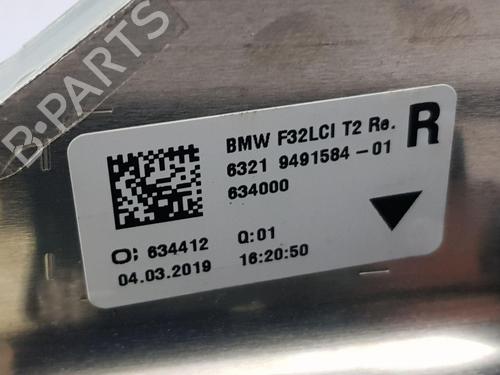 B-PARTS
BMW F32LCI T2 Re. R
6321 9491584-01
634000
O; 634412 Q:01
04.03.2019 16:20:50